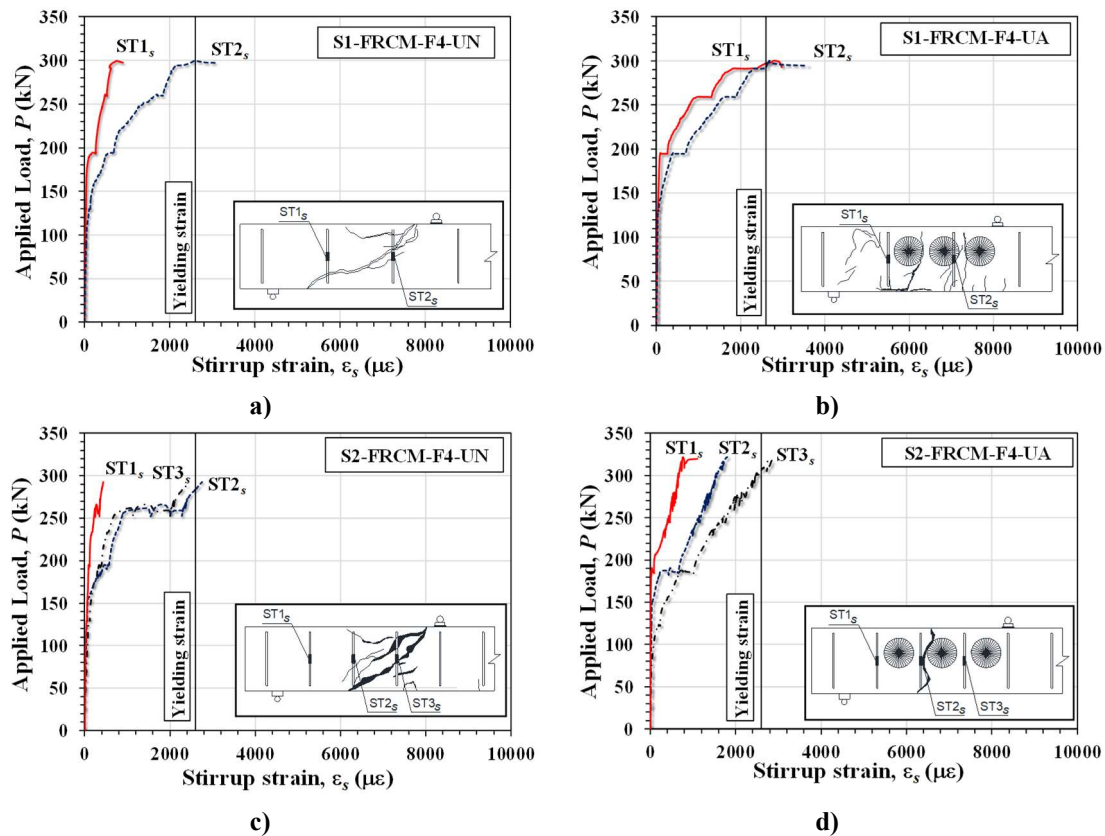 350
300
250
200
150
100
50
0
Applied Load, P (kN)
ST1s
ST2s
S1-FRCM-F4-UN
Yielding strain
ST1s
ST2s
0 2000 4000 6000 8000 10000
Stirrup strain, εs (με)
a)
350
300
250
200
150
100
50
0
Applied Load, P (kN)
ST1s
ST2s
S1-FRCM-F4-UA
Yielding strain
ST1s
ST2s
0 2000 4000 6000 8000 10000
Stirrup strain, εs (με)
b)
350
300
250
200
150
100
50
0
Applied Load, P (kN)
ST1s ST3s
ST2s
S2-FRCM-F4-UN
Yielding strain
ST1s
ST2s ST3s
0 2000 4000 6000 8000 10000
Stirrup strain, εs (με)
c)
350
300
250
200
150
100
50
0
Applied Load, P (kN)
ST1s ST2s
ST3s
S2-FRCM-F4-UA
Yielding strain
ST1s
ST2s ST3s
0 2000 4000 6000 8000 10000
Stirrup strain, εs (με)
d)